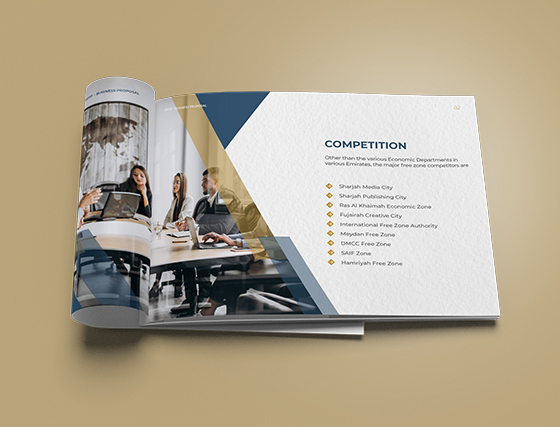 COMPETITION
Other than the various Economic Departments in
various Emirates, the major free zone competitors are
Sharjah Media City
Sharjah Publishing City
Ras Al Khaimah Economic Zone
Fujairah Creative City
International Free Zone Authority
Meydan Free Zone
DMCC Free Zone
SAIF Zone
Hamriyah Free Zone